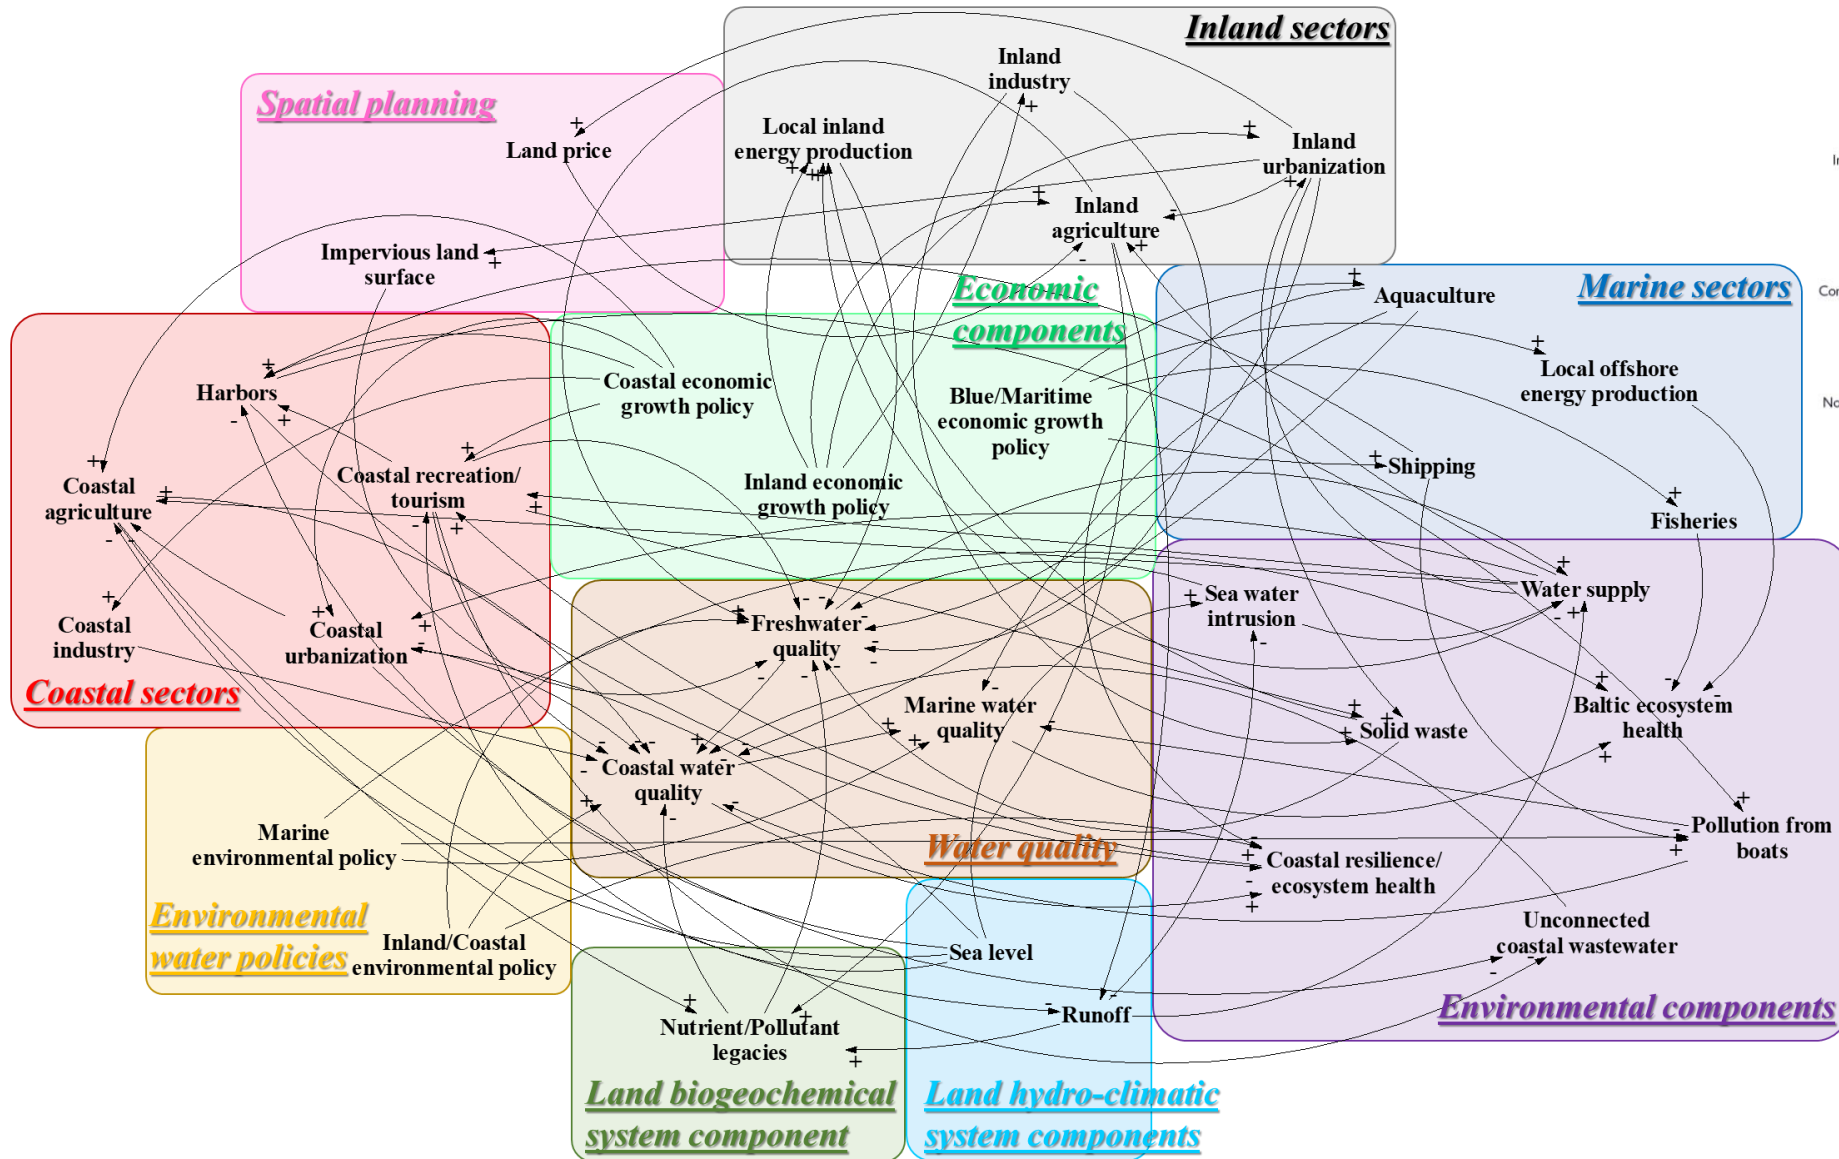 Inland sectors
Inland
industry
Local inland
energy production
Inland
urbanization
Inland
agriculture
Spatial planning
Land price
Impervious land
surface
Economic
components
Coastal economic
growth policy
Blue/Maritime
economic growth
policy
Inland economic
growth policy
Marine sectors
Aquaculture
Local offshore
energy production
Shipping
Fisheries
Harbors
Coastal recreation/
tourism
Coastal
agriculture
Coastal
industry
Coastal
urbanization
Coastal sectors
Freshwater
quality
Marine water
quality
Coastal water
quality
Water quality
Sea water
intrusion
Water supply
Solid waste
Baltic ecosystem
health
Pollution from
boats
Coastal resilience/
ecosystem health
Unconnected
coastal wastewater
Environmental components
Marine
environmental policy
Environmental
water policies
Inland/Coastal
environmental policy
Nutrient/Pollutant
legacies
Land biogeochemical
system component
Sea level
Runoff
Land hydro-climatic
system components